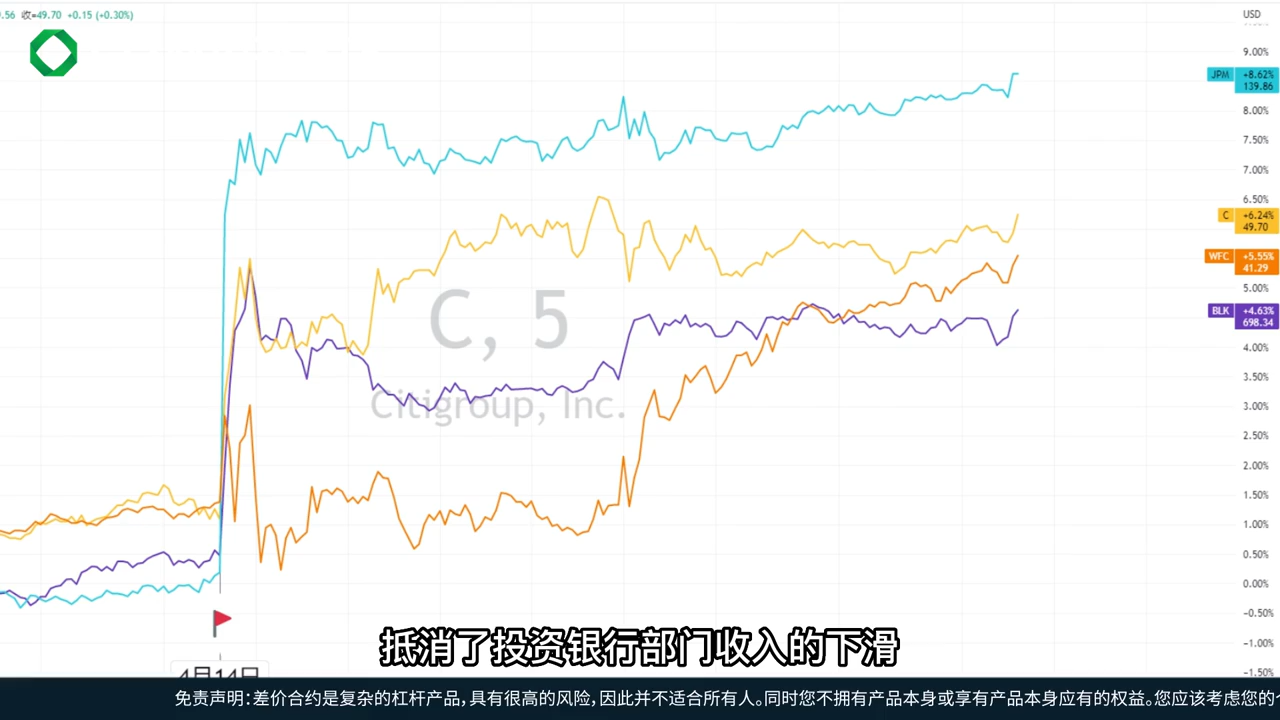 .56 收=49.70 +0.15 (+0.30%)
USD
9.00%
JPM +8.62%
139.86
8.00%
7.50%
7.00%
6.50%
C +6.24%
49.70
WFC +5.55%
41.29
5.00%
BLK +4.63%
698.34
4.00%
3.50%
3.00%
2.50%
2.00%
1.50%
1.00%
0.50%
0.00%
-0.50%
-1.00%
-1.50%
C, 5
Citigroup, Inc.
抵消了投资银行部门收入的下滑
4月14日
免责声明：差价合约是复杂的杠杆产品，具有很高的风险，因此并不适合所有人。同时您不拥有产品本身或享有产品本身应有的权益。您应该考虑您的